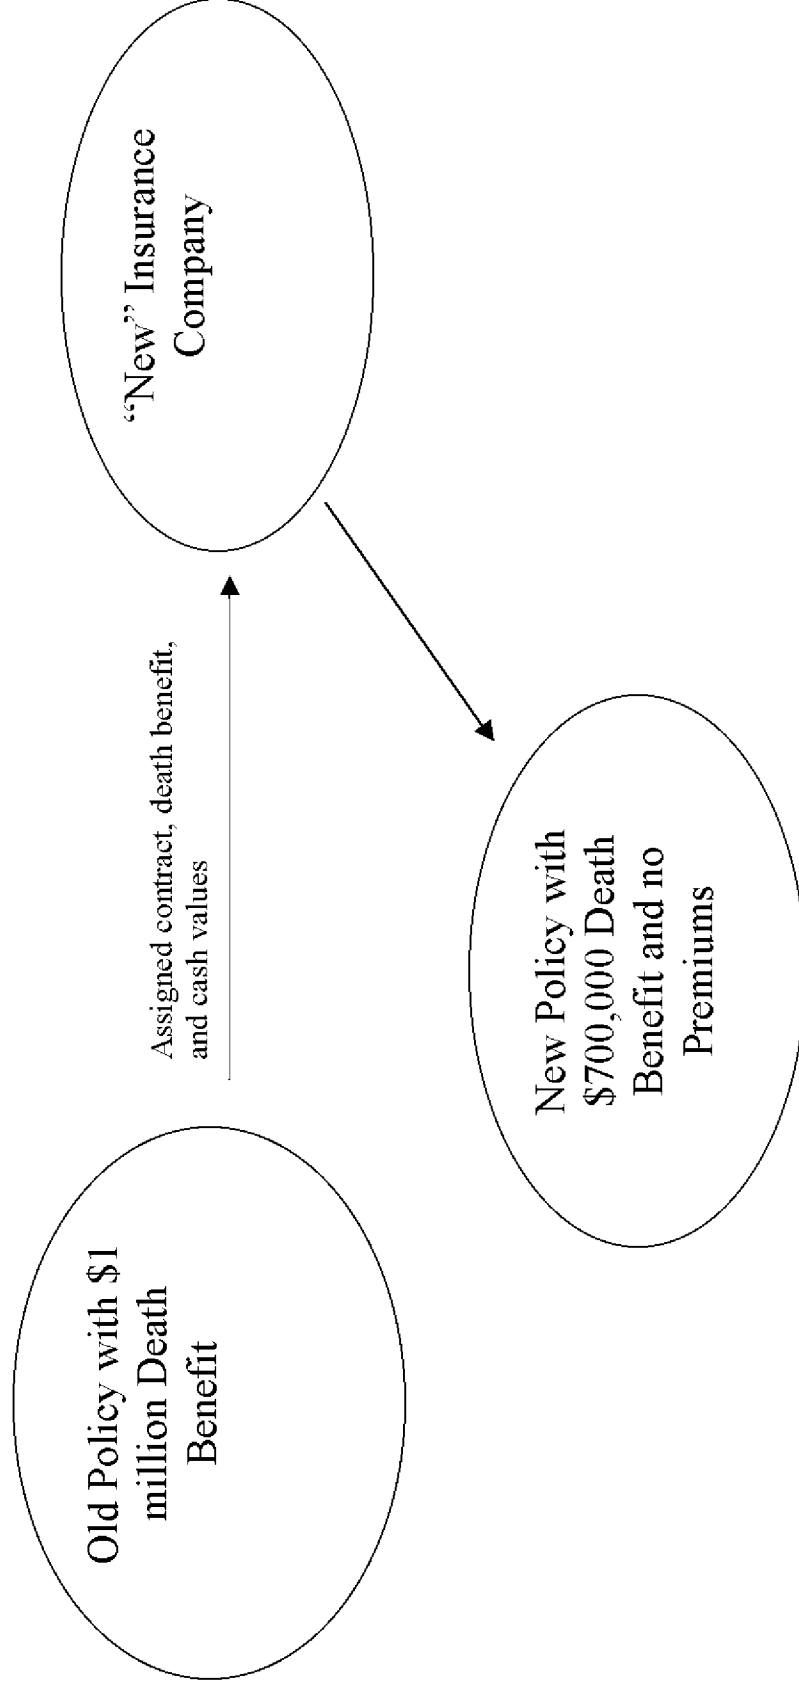 Old Policy with $1
million Death
Benefit
Assigned contract, death benefit,
and cash values
“New” Insurance
Company
New Policy with
$700,000 Death
Benefit and no
Premiums